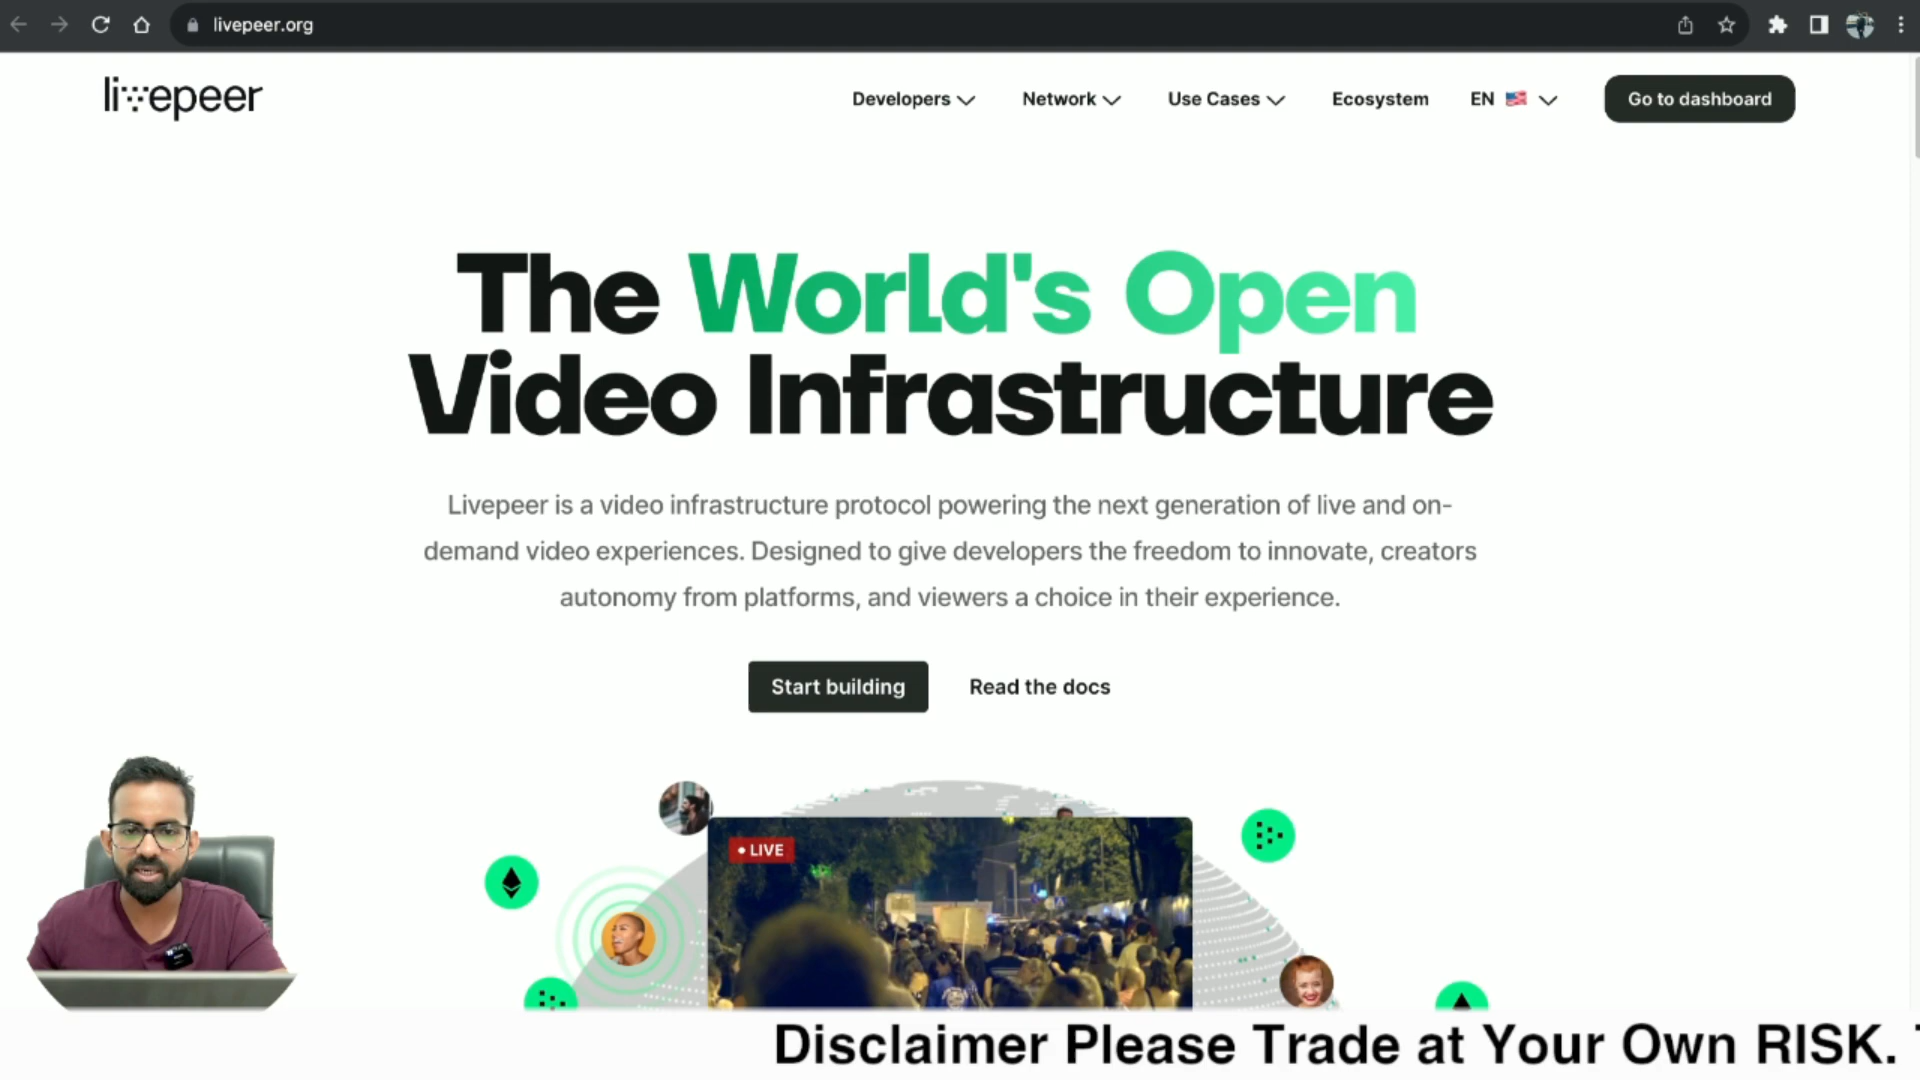 livepeer.org
livepeer
Developers
Network
Use Cases
Ecosystem
EN
Go to dashboard
The World's Open
Video Infrastructure
Livepeer is a video infrastructure protocol powering the next generation of live and on-
demand video experiences. Designed to give developers the freedom to innovate, creators
autonomy from platforms, and viewers a choice in their experience.
Start building
Read the docs
LIVE
Disclaimer Please Trade at Your Own RISK.